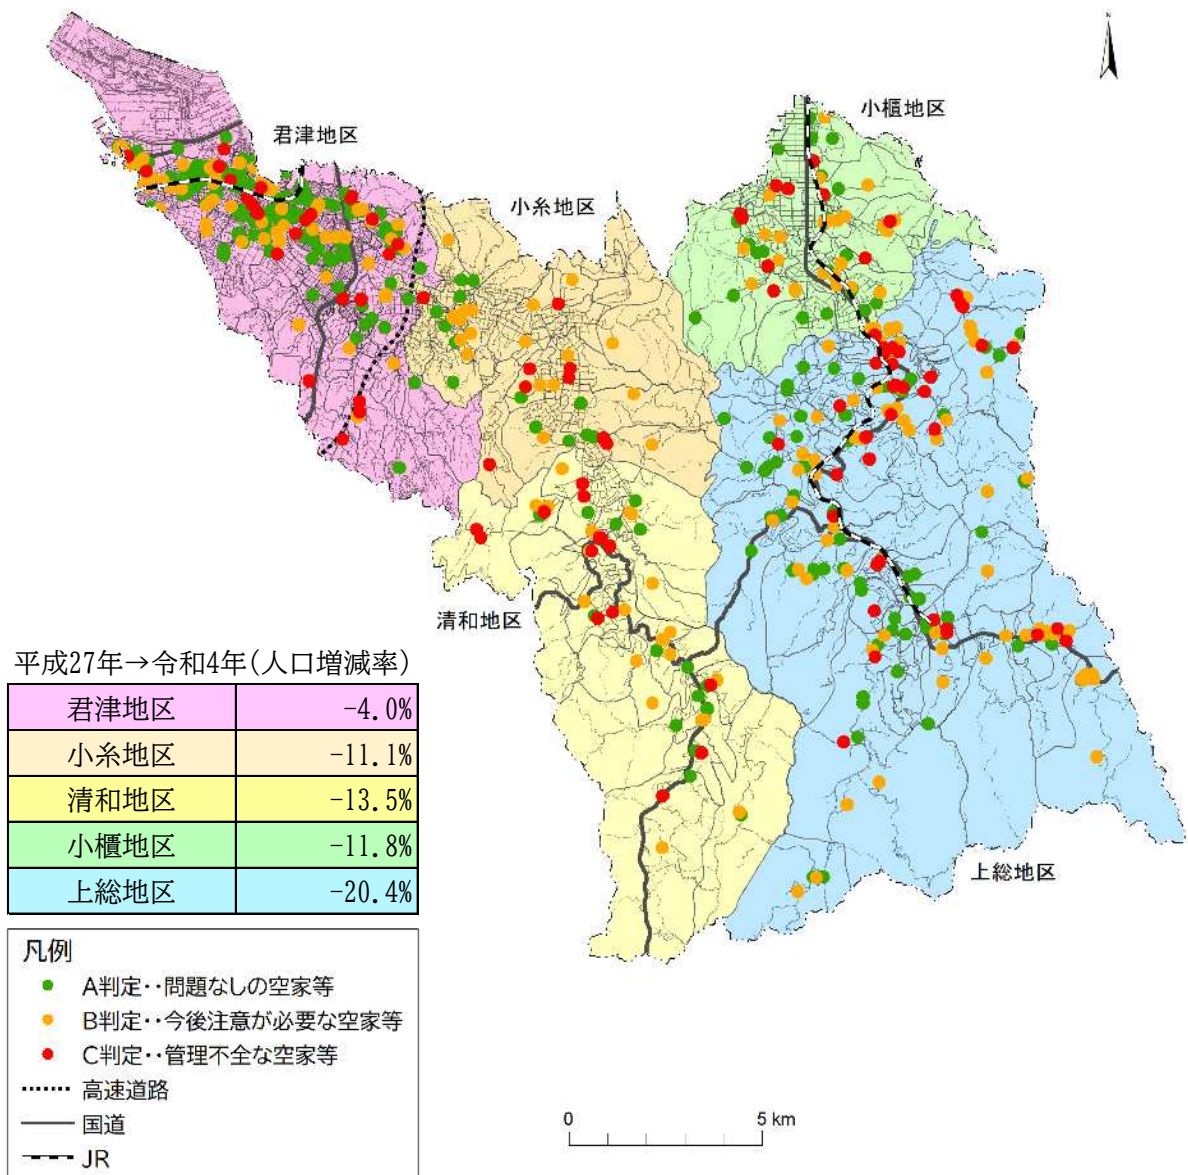 N
小櫃地区
君津地区
小糸地区
清和地区
上総地区
平成27年→令和4年(人口増減率)
君津地区 -4.0%
小糸地区 -11.1%
清和地区 -13.5%
小櫃地区 -11.8%
上総地区 -20.4%
凡例
A判定‥問題なしの空家等
B判定‥今後注意が必要な空家等
C判定‥管理不全な空家等
高速道路
国道
JR
0 5 km